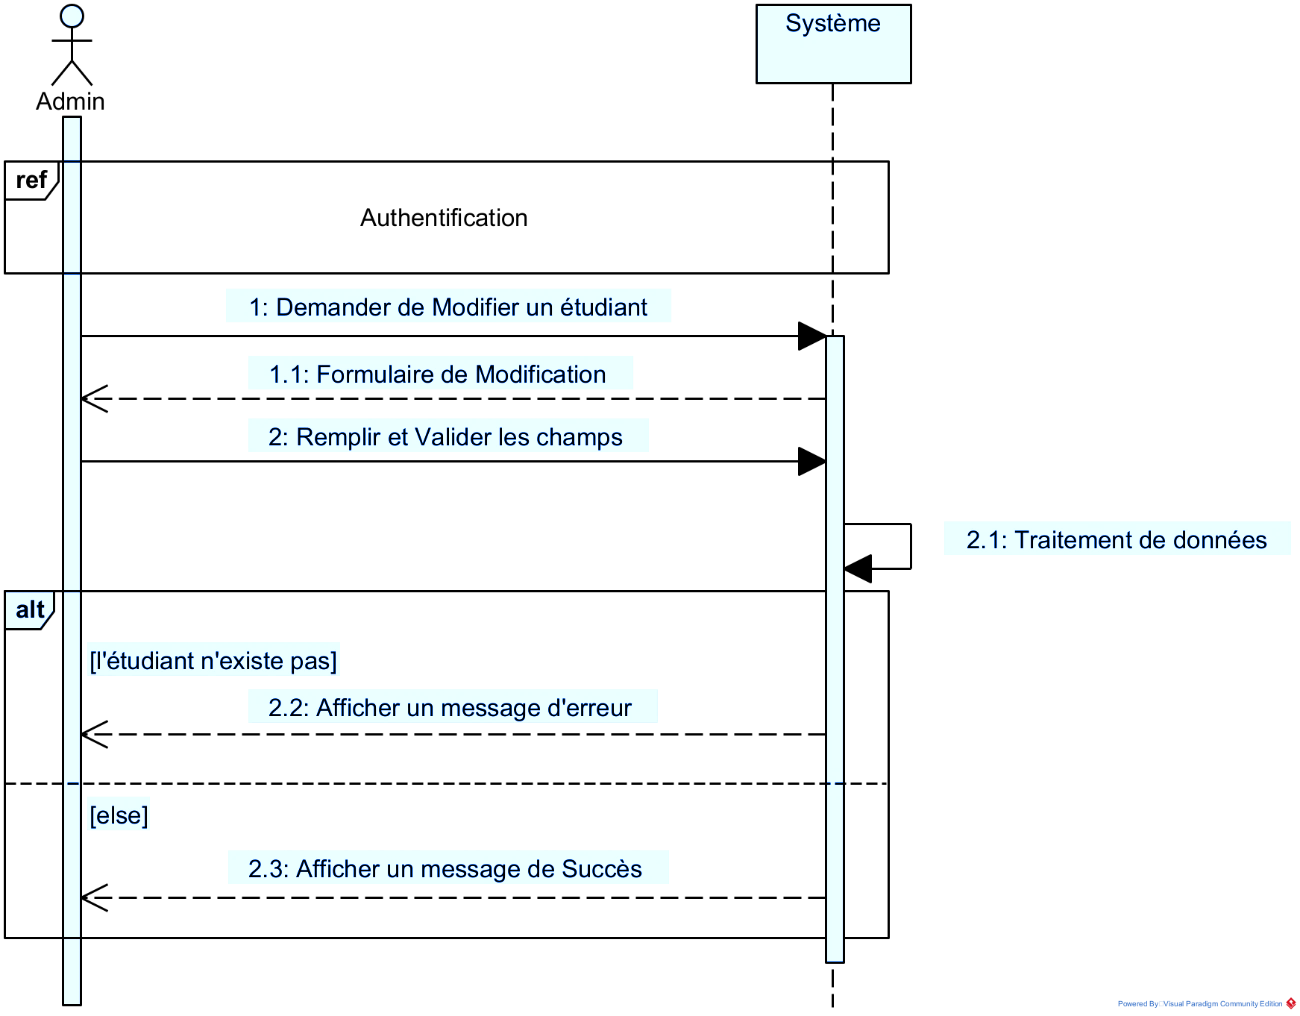 Système
Admin
ref
Authentification
1: Demander de Modifier un étudiant
1.1: Formulaire de Modification
2: Remplir et Valider les champs
2.1: Traitement de données
alt
[l'étudiant n'existe pas]
2.2: Afficher un message d'erreur
[else]
2.3: Afficher un message de Succès
Powered By: Visual Paradigm Community Edition